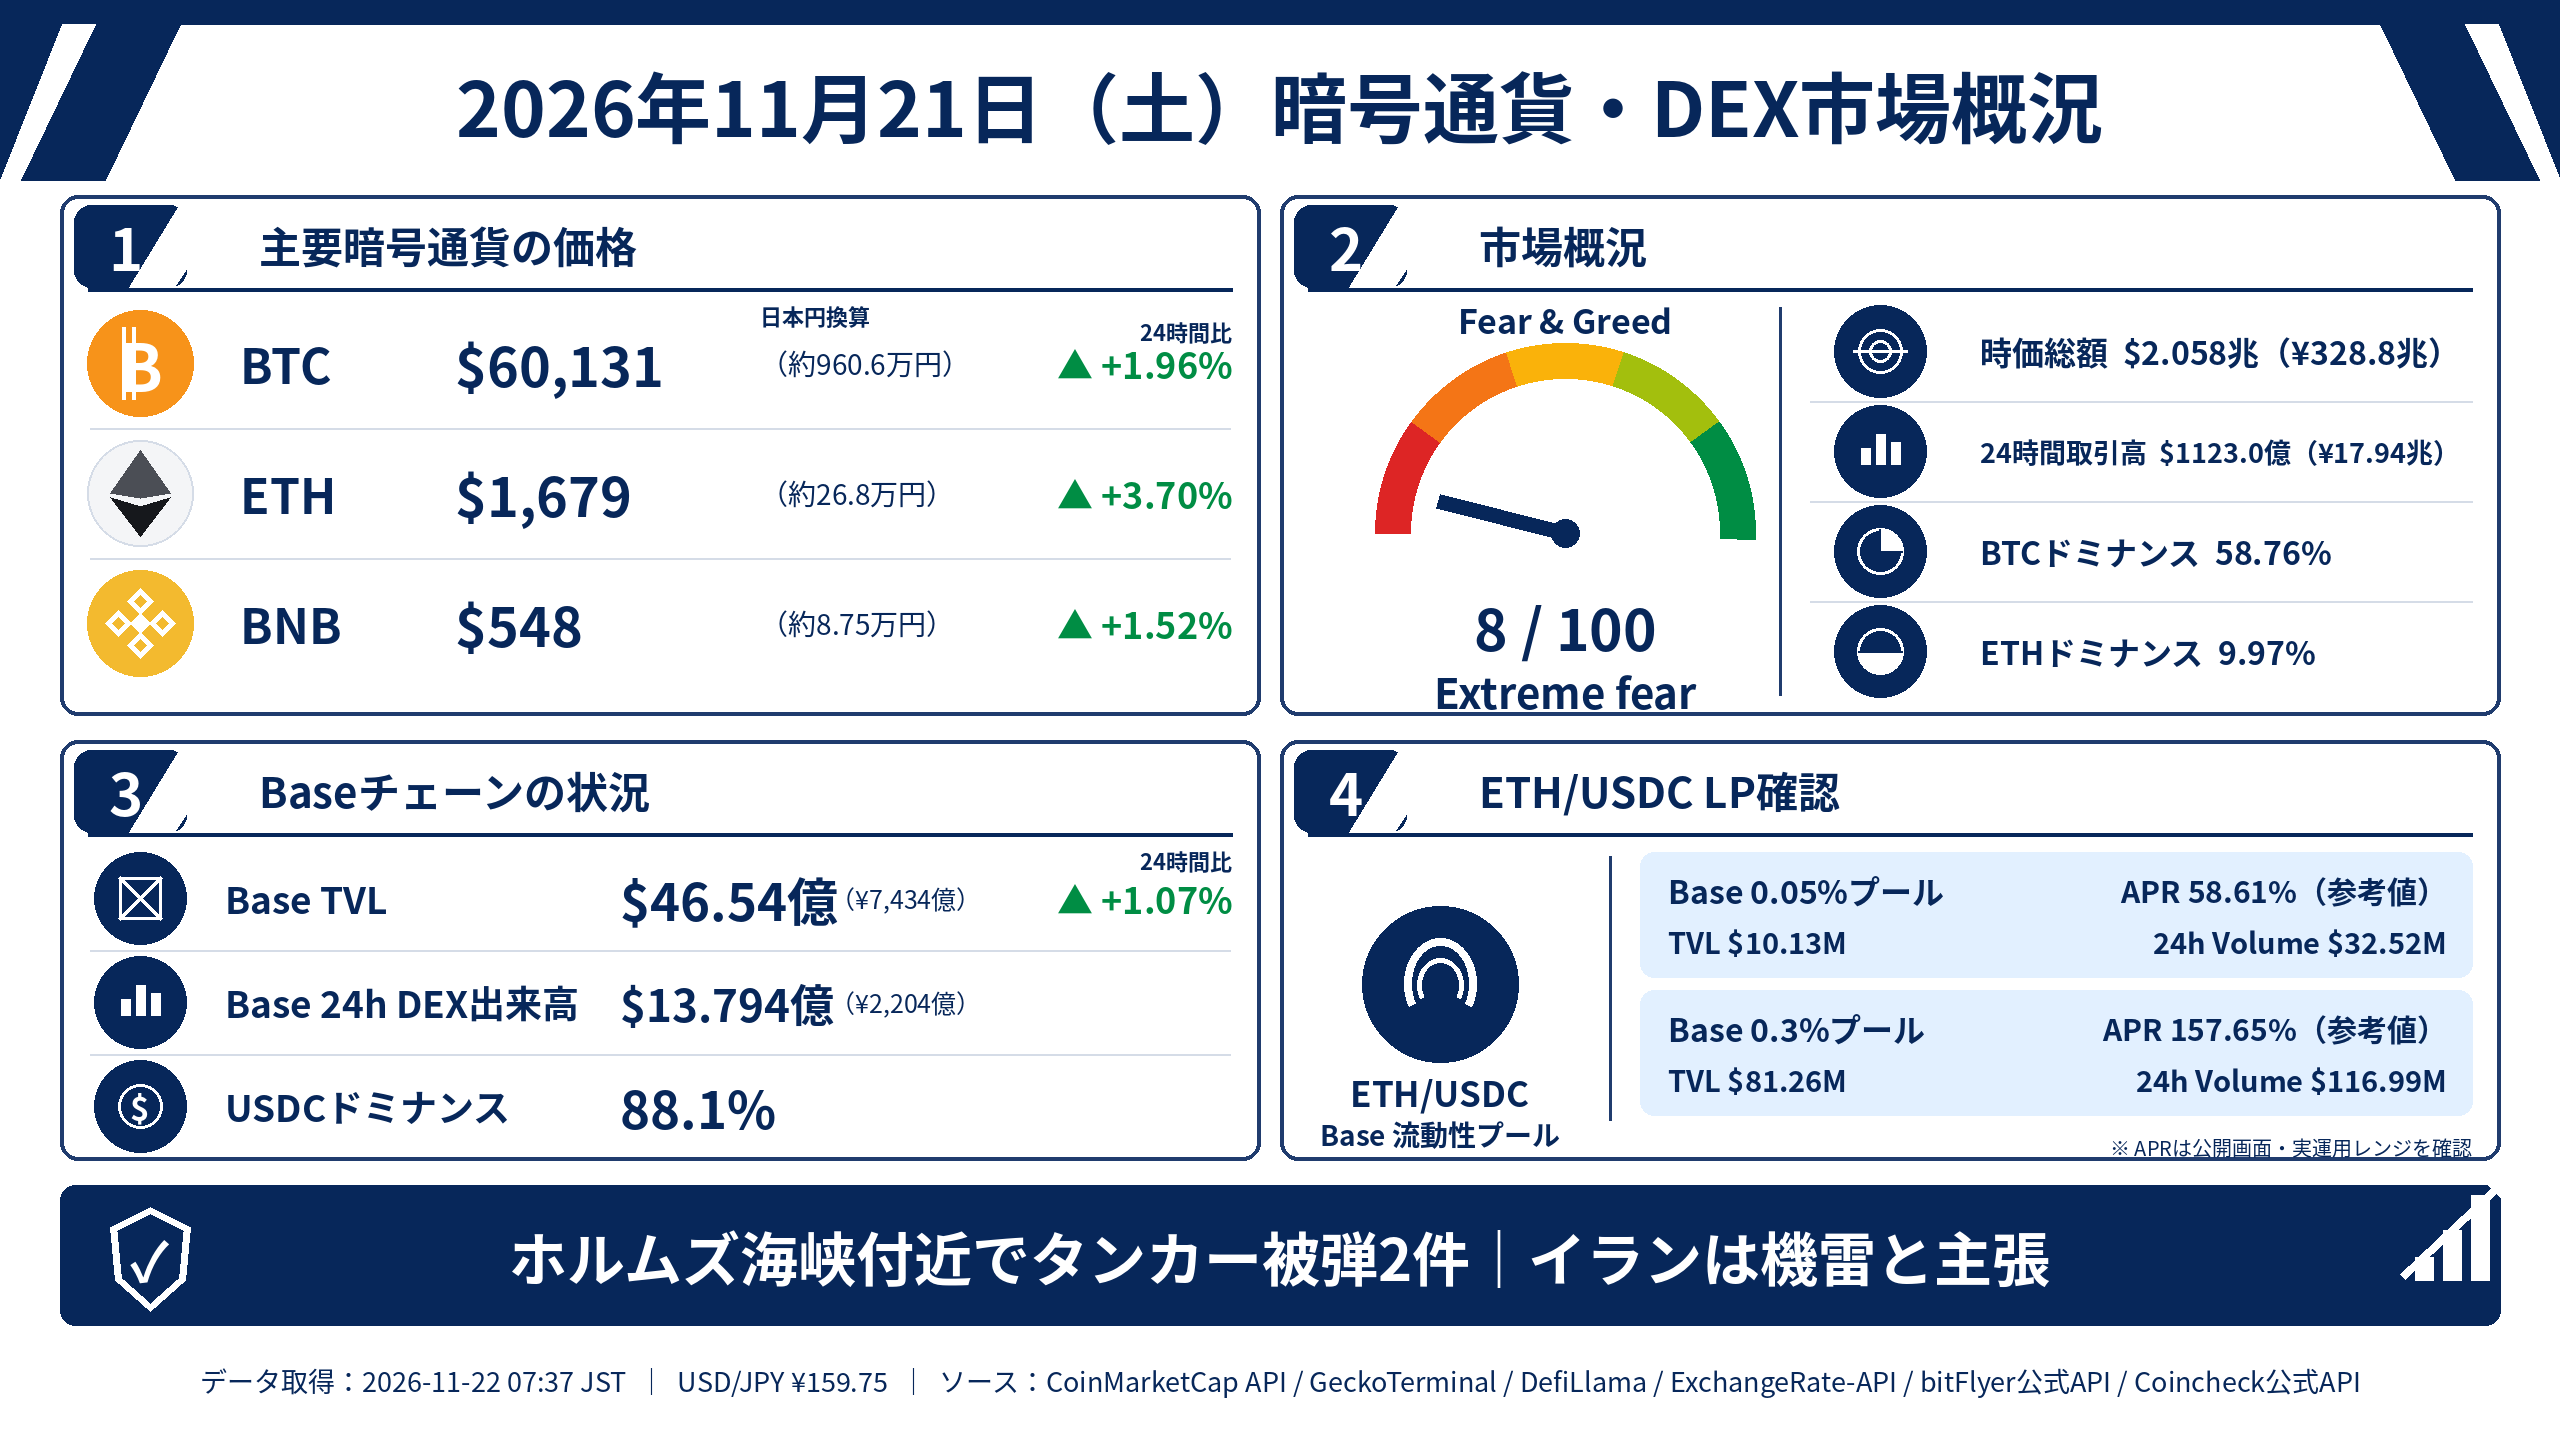 2026年11月21日（土）暗号通貨・DEX市場概況
1 主要暗号通貨の価格
日本円換算
24時間比
BTC $60,131 （約960.6万円） ▲ +1.96%
ETH $1,679 （約26.8万円） ▲ +3.70%
BNB $548 （約8.75万円） ▲ +1.52%
2 市場概況
Fear & Greed
8 / 100
Extreme fear
時価総額 $2.058兆（¥328.8兆）
24時間取引高 $1123.0億（¥17.94兆）
BTCドミナンス 58.76%
ETHドミナンス 9.97%
3 Baseチェーンの状況
24時間比
Base TVL $46.54億（¥7,434億） ▲ +1.07%
Base 24h DEX出来高 $13.794億（¥2,204億）
$ USDCドミナンス 88.1%
4 ETH/USDC LP確認
ETH/USDC
Base 流動性プール
Base 0.05%プール APR 58.61%（参考値）
TVL $10.13M 24h Volume $32.52M
Base 0.3%プール APR 157.65%（参考値）
TVL $81.26M 24h Volume $116.99M
※ APRは公開画面・実運用レンジを確認
ホルムズ海峡付近でタンカー被弾2件｜イランは機雷と主張
データ取得：2026-11-22 07:37 JST ｜ USD/JPY ¥159.75 ｜ ソース：CoinMarketCap API / GeckoTerminal / DefiLlama / ExchangeRate-API / bitFlyer公式API / Coincheck公式API